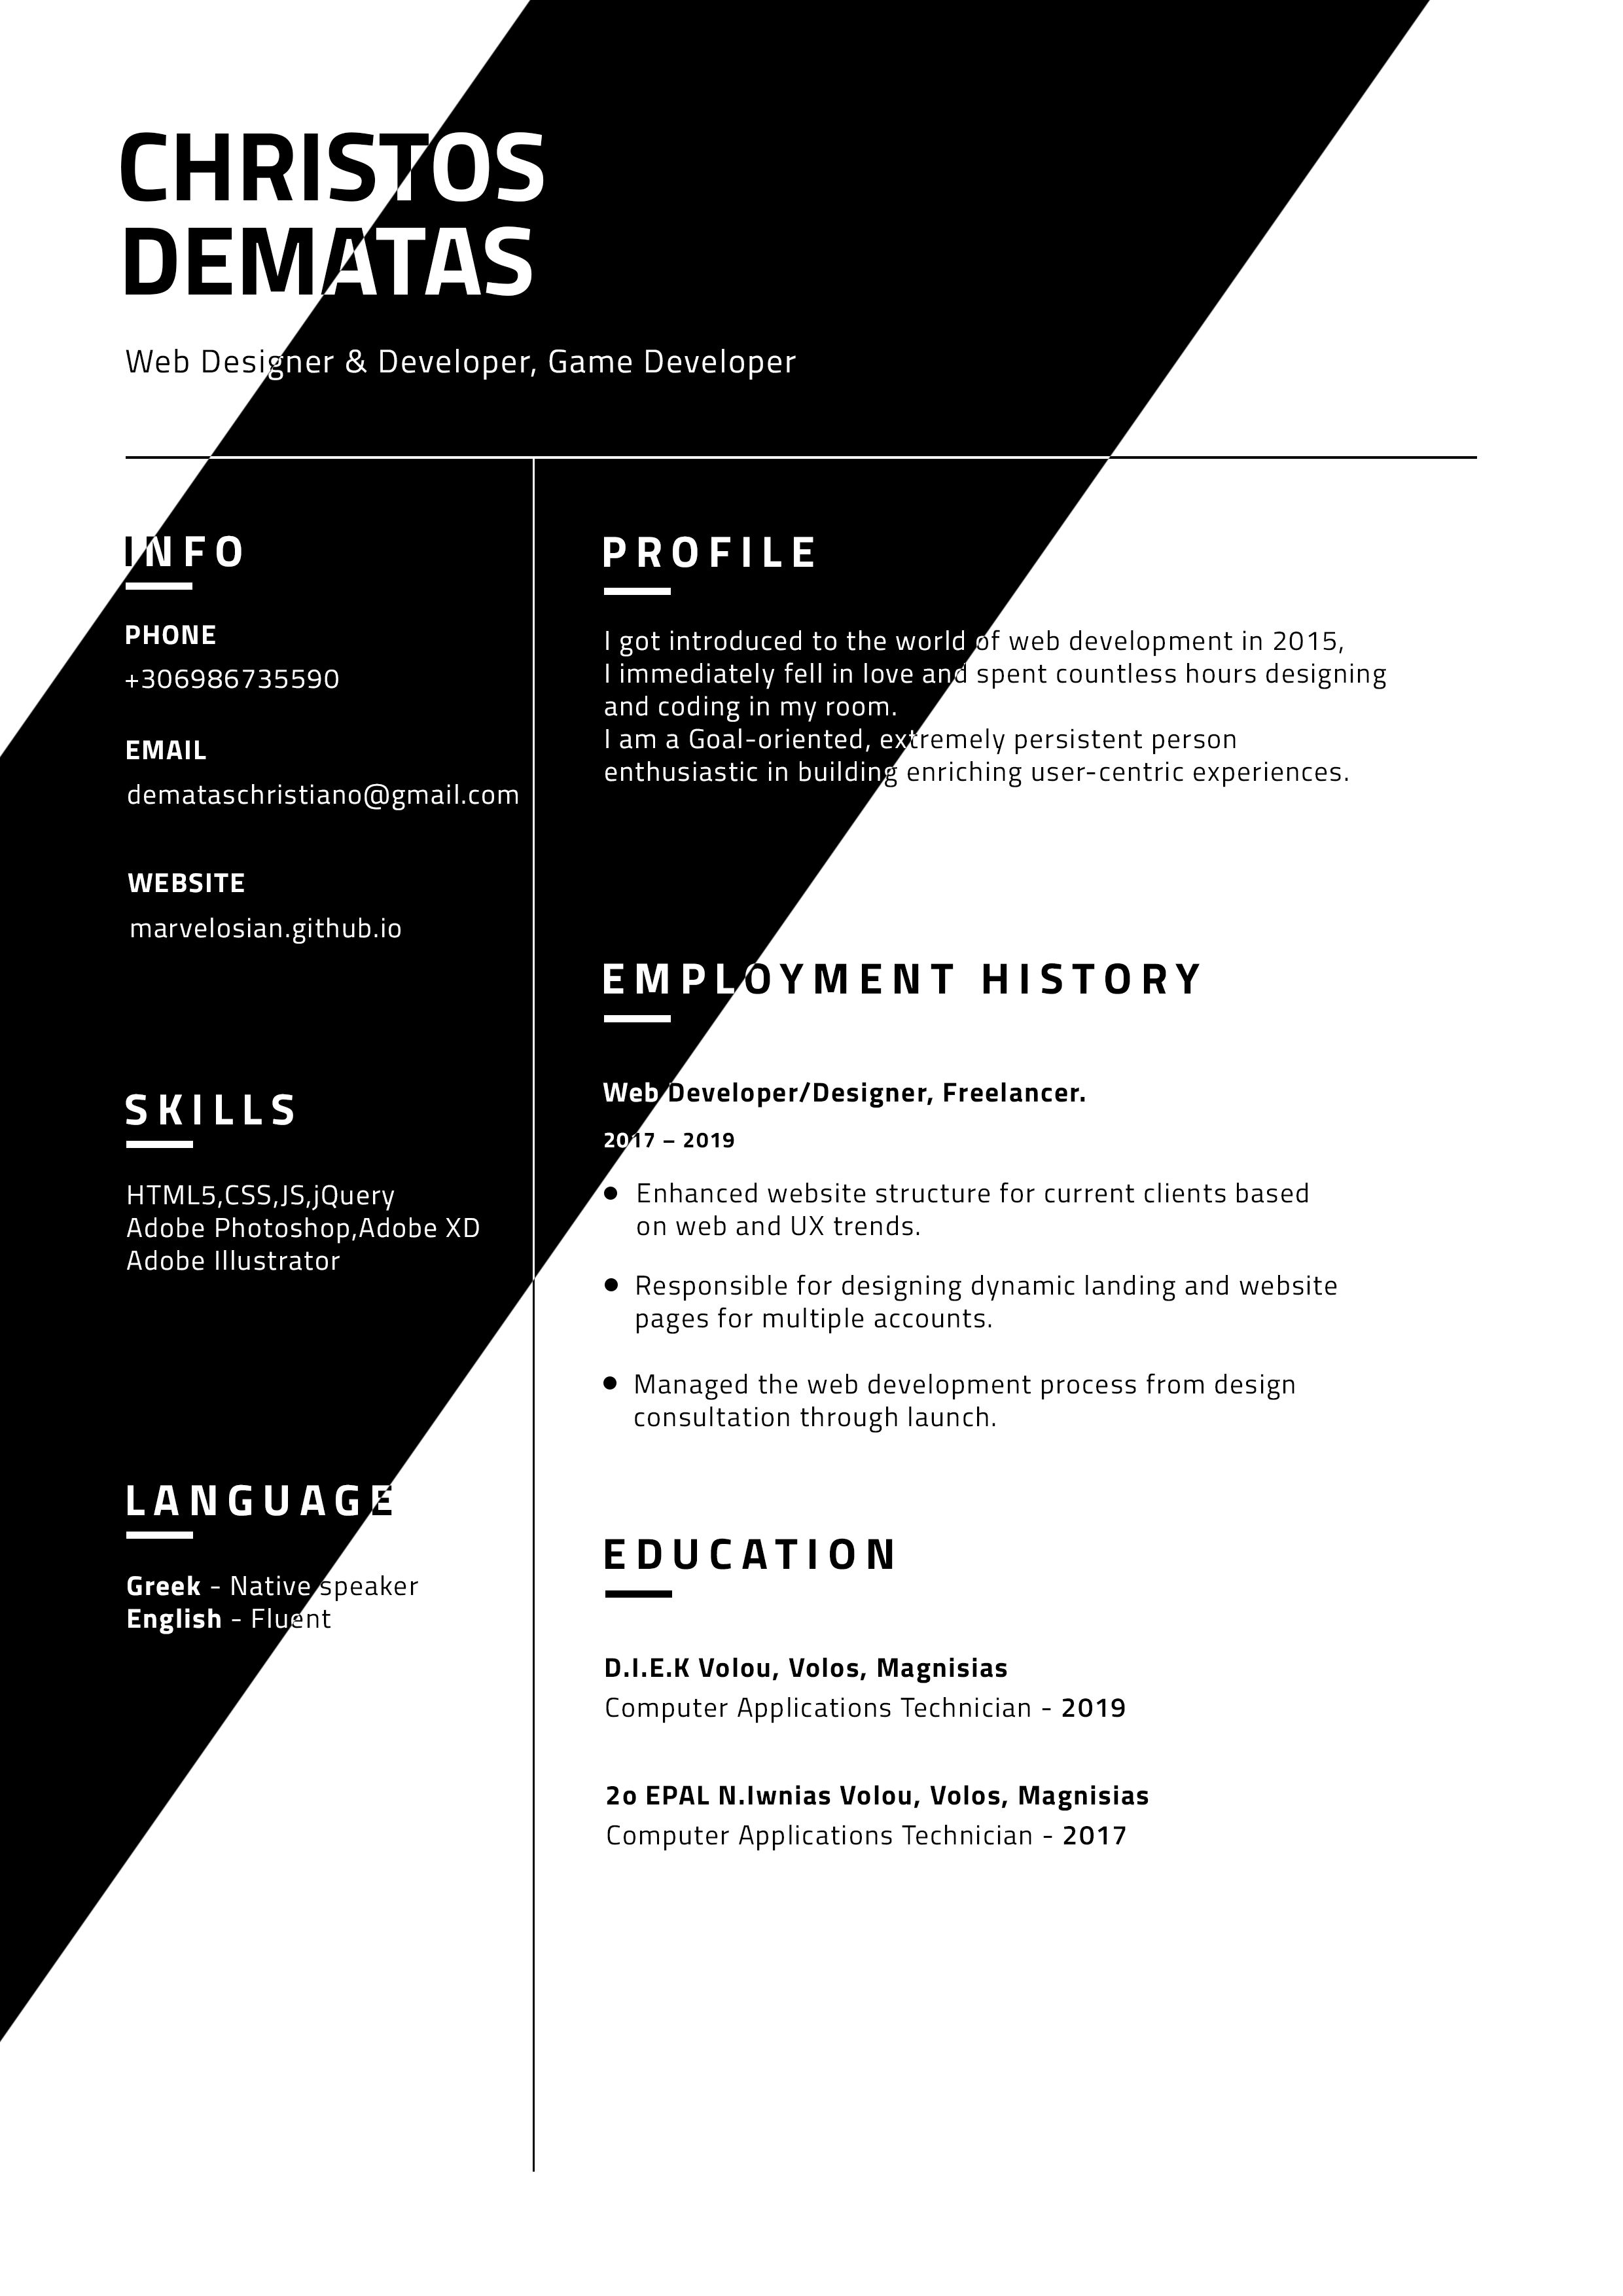 CHRISTOS
DEMATAS
Web Designer & Developer, Game Developer
INFO
PHONE
+306986735590
EMAIL
demataschristiano@gmail.com
WEBSITE
marvelosian.github.io
SKILLS
HTML5,CSS,JS,jQuery
Adobe Photoshop,Adobe XD
Adobe Illustrator
LANGUAGE
Greek - Native speaker
English - Fluent
PROFILE
I got introduced to the world of web development in 2015,
I immediately fell in love and spent countless hours designing
and coding in my room.
I am a Goal-oriented, extremely persistent person
enthusiastic in building enriching user-centric experiences.
EMPLOYMENT HISTORY
Web Developer/Designer, Freelancer.
2017 – 2019
● Enhanced website structure for current clients based
on web and UX trends.
● Responsible for designing dynamic landing and website
pages for multiple accounts.
● Managed the web development process from design
consultation through launch.
EDUCATION
D.I.E.K Volou, Volos, Magnisias
Computer Applications Technician - 2019
2o EPAL N.Iwnias Volou, Volos, Magnisias
Computer Applications Technician - 2017